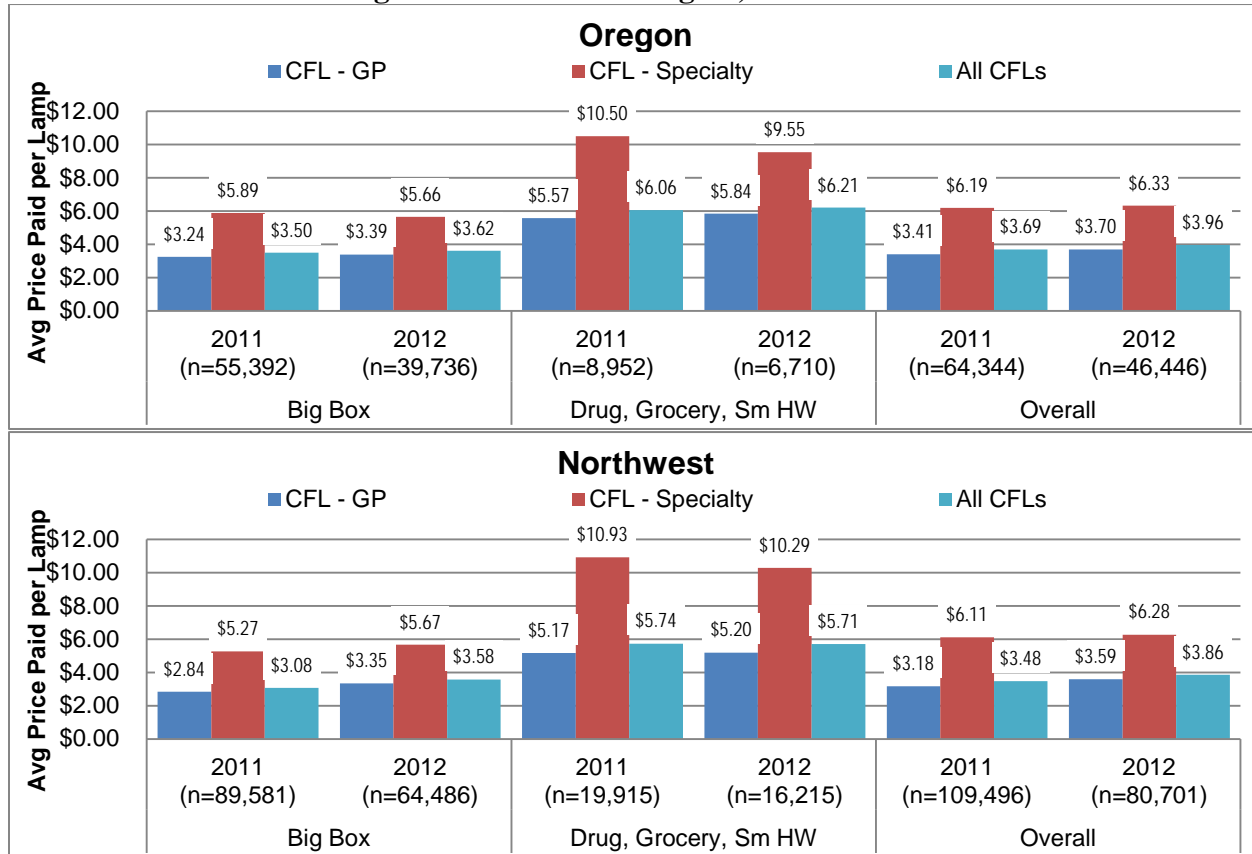 Oregon
CFL - GP CFL - Specialty All CFLs
Avg Price Paid per Lamp
$12.00
$10.00
$8.00
$6.00
$4.00
$2.00
$0.00
$3.24 $5.89 $3.50 $3.39 $5.66 $3.62 $5.57 $10.50 $6.06 $5.84 $9.55 $6.21 $3.41 $6.19 $3.69 $3.70 $6.33 $3.96
2011 2012 2011 2012 2011 2012
(n=55,392) (n=39,736) (n=8,952) (n=6,710) (n=64,344) (n=46,446)
Big Box Drug, Grocery, Sm HW Overall
Northwest
CFL - GP CFL - Specialty All CFLs
Avg Price Paid per Lamp
$12.00
$10.00
$8.00
$6.00
$4.00
$2.00
$0.00
$2.84 $5.27 $3.08 $3.35 $5.67 $3.58 $5.17 $10.93 $5.74 $5.20 $10.29 $5.71 $3.18 $6.11 $3.48 $3.59 $6.28 $3.86
2011 2012 2011 2012 2011 2012
(n=89,581) (n=64,486) (n=19,915) (n=16,215) (n=109,496) (n=80,701)
Big Box Drug, Grocery, Sm HW Overall